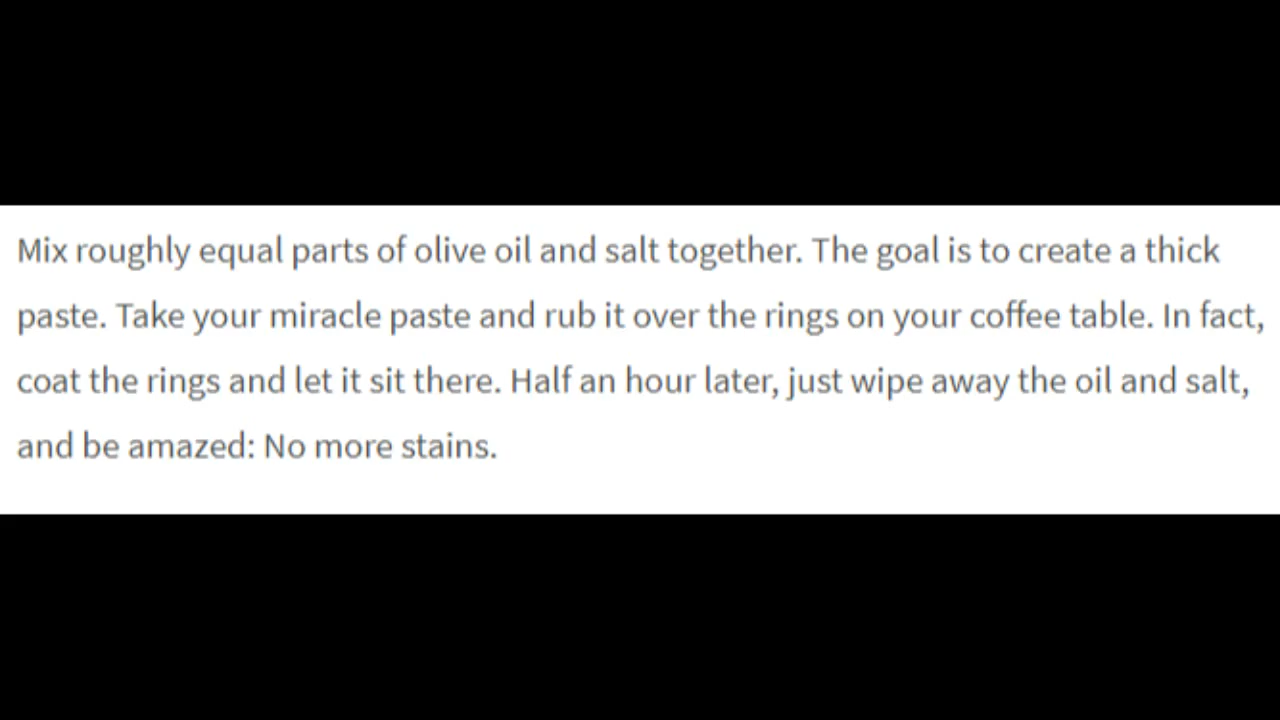 Mix roughly equal parts of olive oil and salt together. The goal is to create a thick
paste. Take your miracle paste and rub it over the rings on your coffee table. In fact,
coat the rings and let it sit there. Half an hour later, just wipe away the oil and salt,
and be amazed: No more stains.